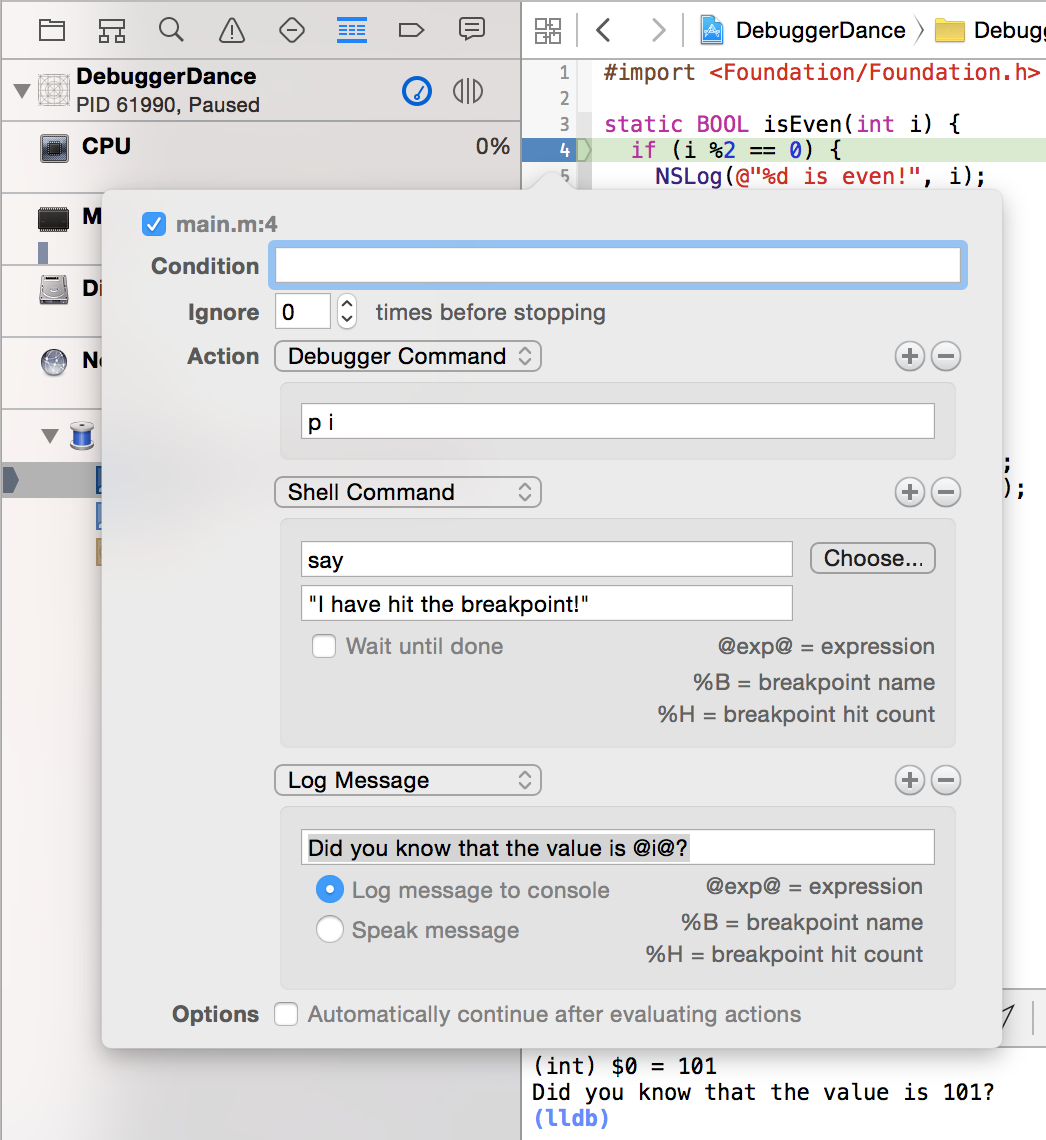 DebuggerDance
Debug
DebuggerDance
PID 61990, Paused
CPU
0%
M
Di
Ne
1 #import <Foundation/Foundation.h>
2
3 static BOOL isEven(int i) {
4 if (i %2 == 0) {
5 NSLog(@"%d is even!", i);
;
);
main.m:4
Condition
Ignore 0 times before stopping
Action Debugger Command
p i
Shell Command
say
Choose...
"I have hit the breakpoint!"
Wait until done
@exp@ = expression
%B = breakpoint name
%H = breakpoint hit count
Log Message
Did you know that the value is @i@?
Log message to console
@exp@ = expression
Speak message
%B = breakpoint name
%H = breakpoint hit count
Options Automatically continue after evaluating actions
(int) $0 = 101
Did you know that the value is 101?
(lldb)